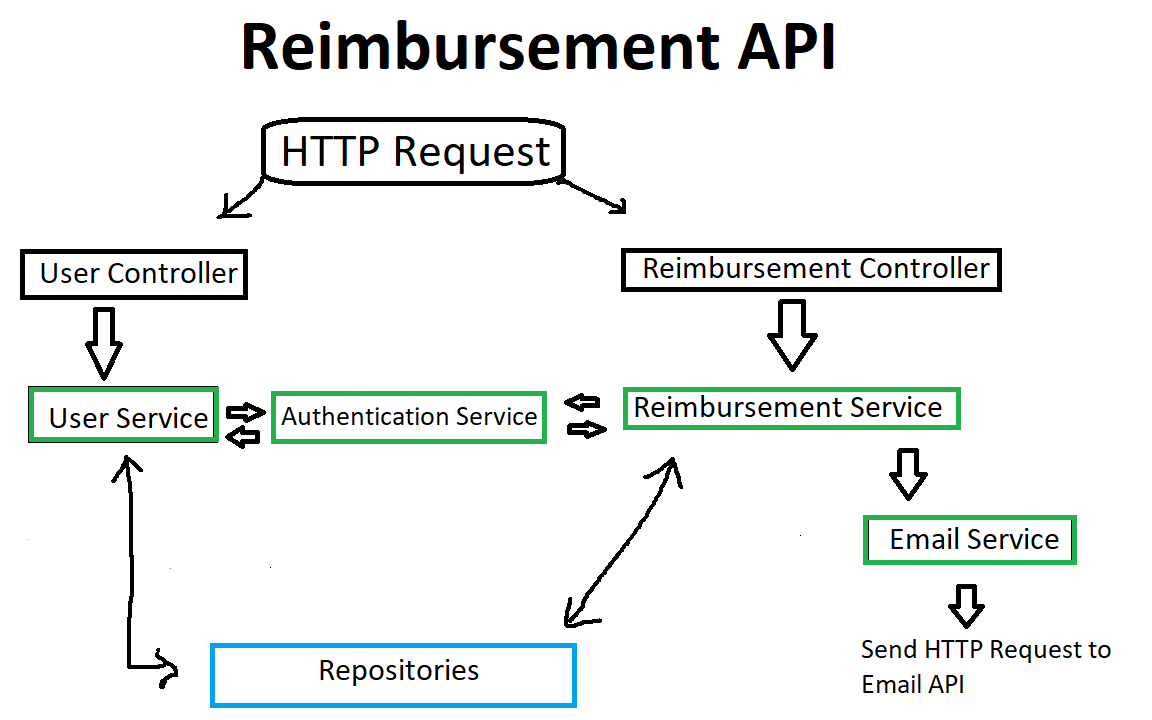 Reimbursement API
HTTP Request
User Controller
Reimbursement Controller
User Service
Authentication Service
Reimbursement Service
Email Service
Repositories
Send HTTP Request to
Email API